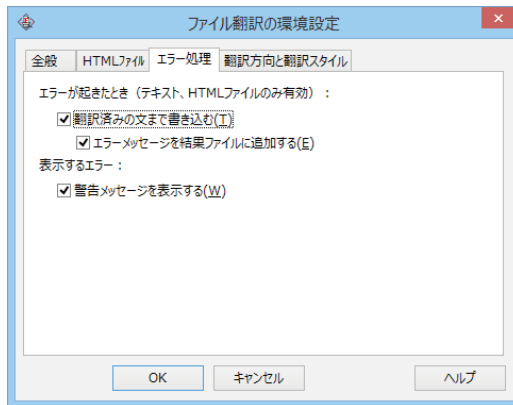 ファイル翻訳の環境設定
全般 HTMLファイル エラー処理 翻訳方向と翻訳スタイル
エラーが起きたとき（テキスト、HTMLファイルのみ有効）：
翻訳済みの文まで書き込む(T)
エラーメッセージを結果ファイルに追加する(E)
表示するエラー：
警告メッセージを表示する(W)
OK キャンセル ヘルプ